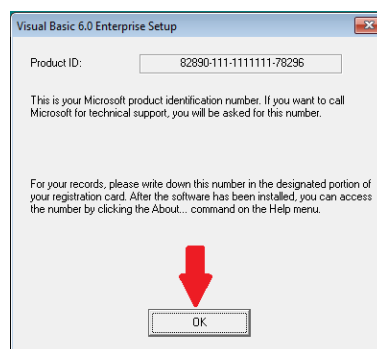 Visual Basic 6.0 Enterprise Setup
Product ID: 82890-111-1111111-78296
This is your Microsoft product identification number. If you want to call
Microsoft for technical support, you will be asked for this number.
For your records, please write down this number in the designated portion of
your registration card. After the software has been installed, you can access
the number by clicking the About... command on the Help menu.
OK